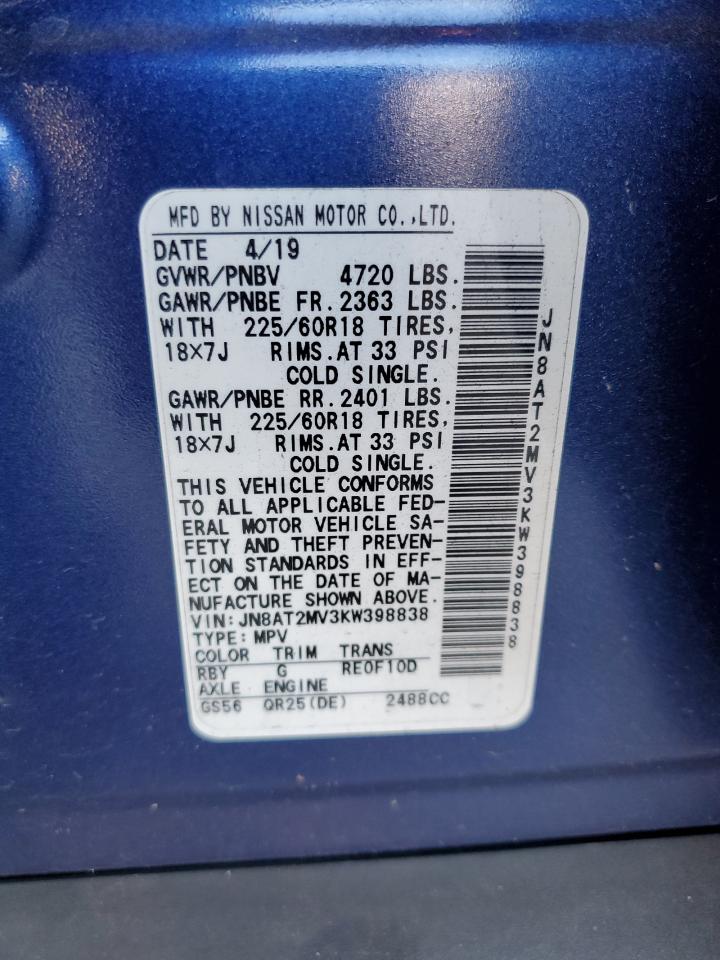 MFD BY NISSAN MOTOR CO.,LTD.
DATE 4/19
GVWR/PNBV 4720 LBS.
GAWR/PNBE FR.2363 LBS.
WITH 225/60R18 TIRES,
18×7J RIMS.AT 33 PSI
COLD SINGLE.
GAWR/PNBE RR.2401 LBS.
WITH 225/60R18 TIRES,
18×7J RIMS.AT 33 PSI
COLD SINGLE.
THIS VEHICLE CONFORMS
TO ALL APPLICABLE FED-
ERAL MOTOR VEHICLE SA-
FETY AND THEFT PREVEN-
TION STANDARDS IN EFF-
ECT ON THE DATE OF MA-
NUFACTURE SHOWN ABOVE.
VIN:JN8AT2MV3KW398838
TYPE:MPV
COLOR TRIM TRANS
RBY G RE0F10D
AXLE ENGINE
GS56 QR25(DE) 2488CC
JN8AT2MV3KW398838